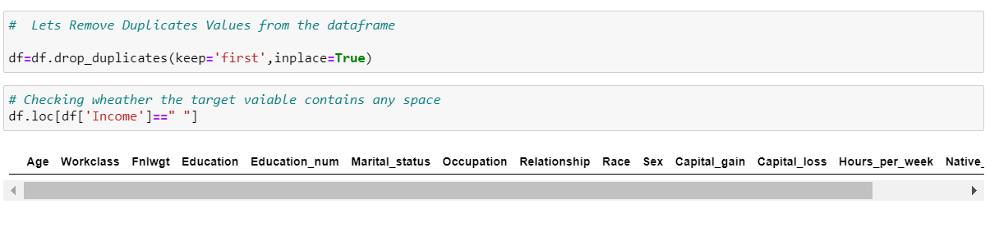 #  Lets Remove Duplicates Values from the dataframe
df=df.drop_duplicates(keep='first',inplace=True)
# Checking wheather the target vaiable contains any space
df.loc[df['Income']==" "]
Age Workclass Fnlwgt Education Education_num Marital_status Occupation Relationship Race Sex Capital_gain Capital_loss Hours_per_week Native_